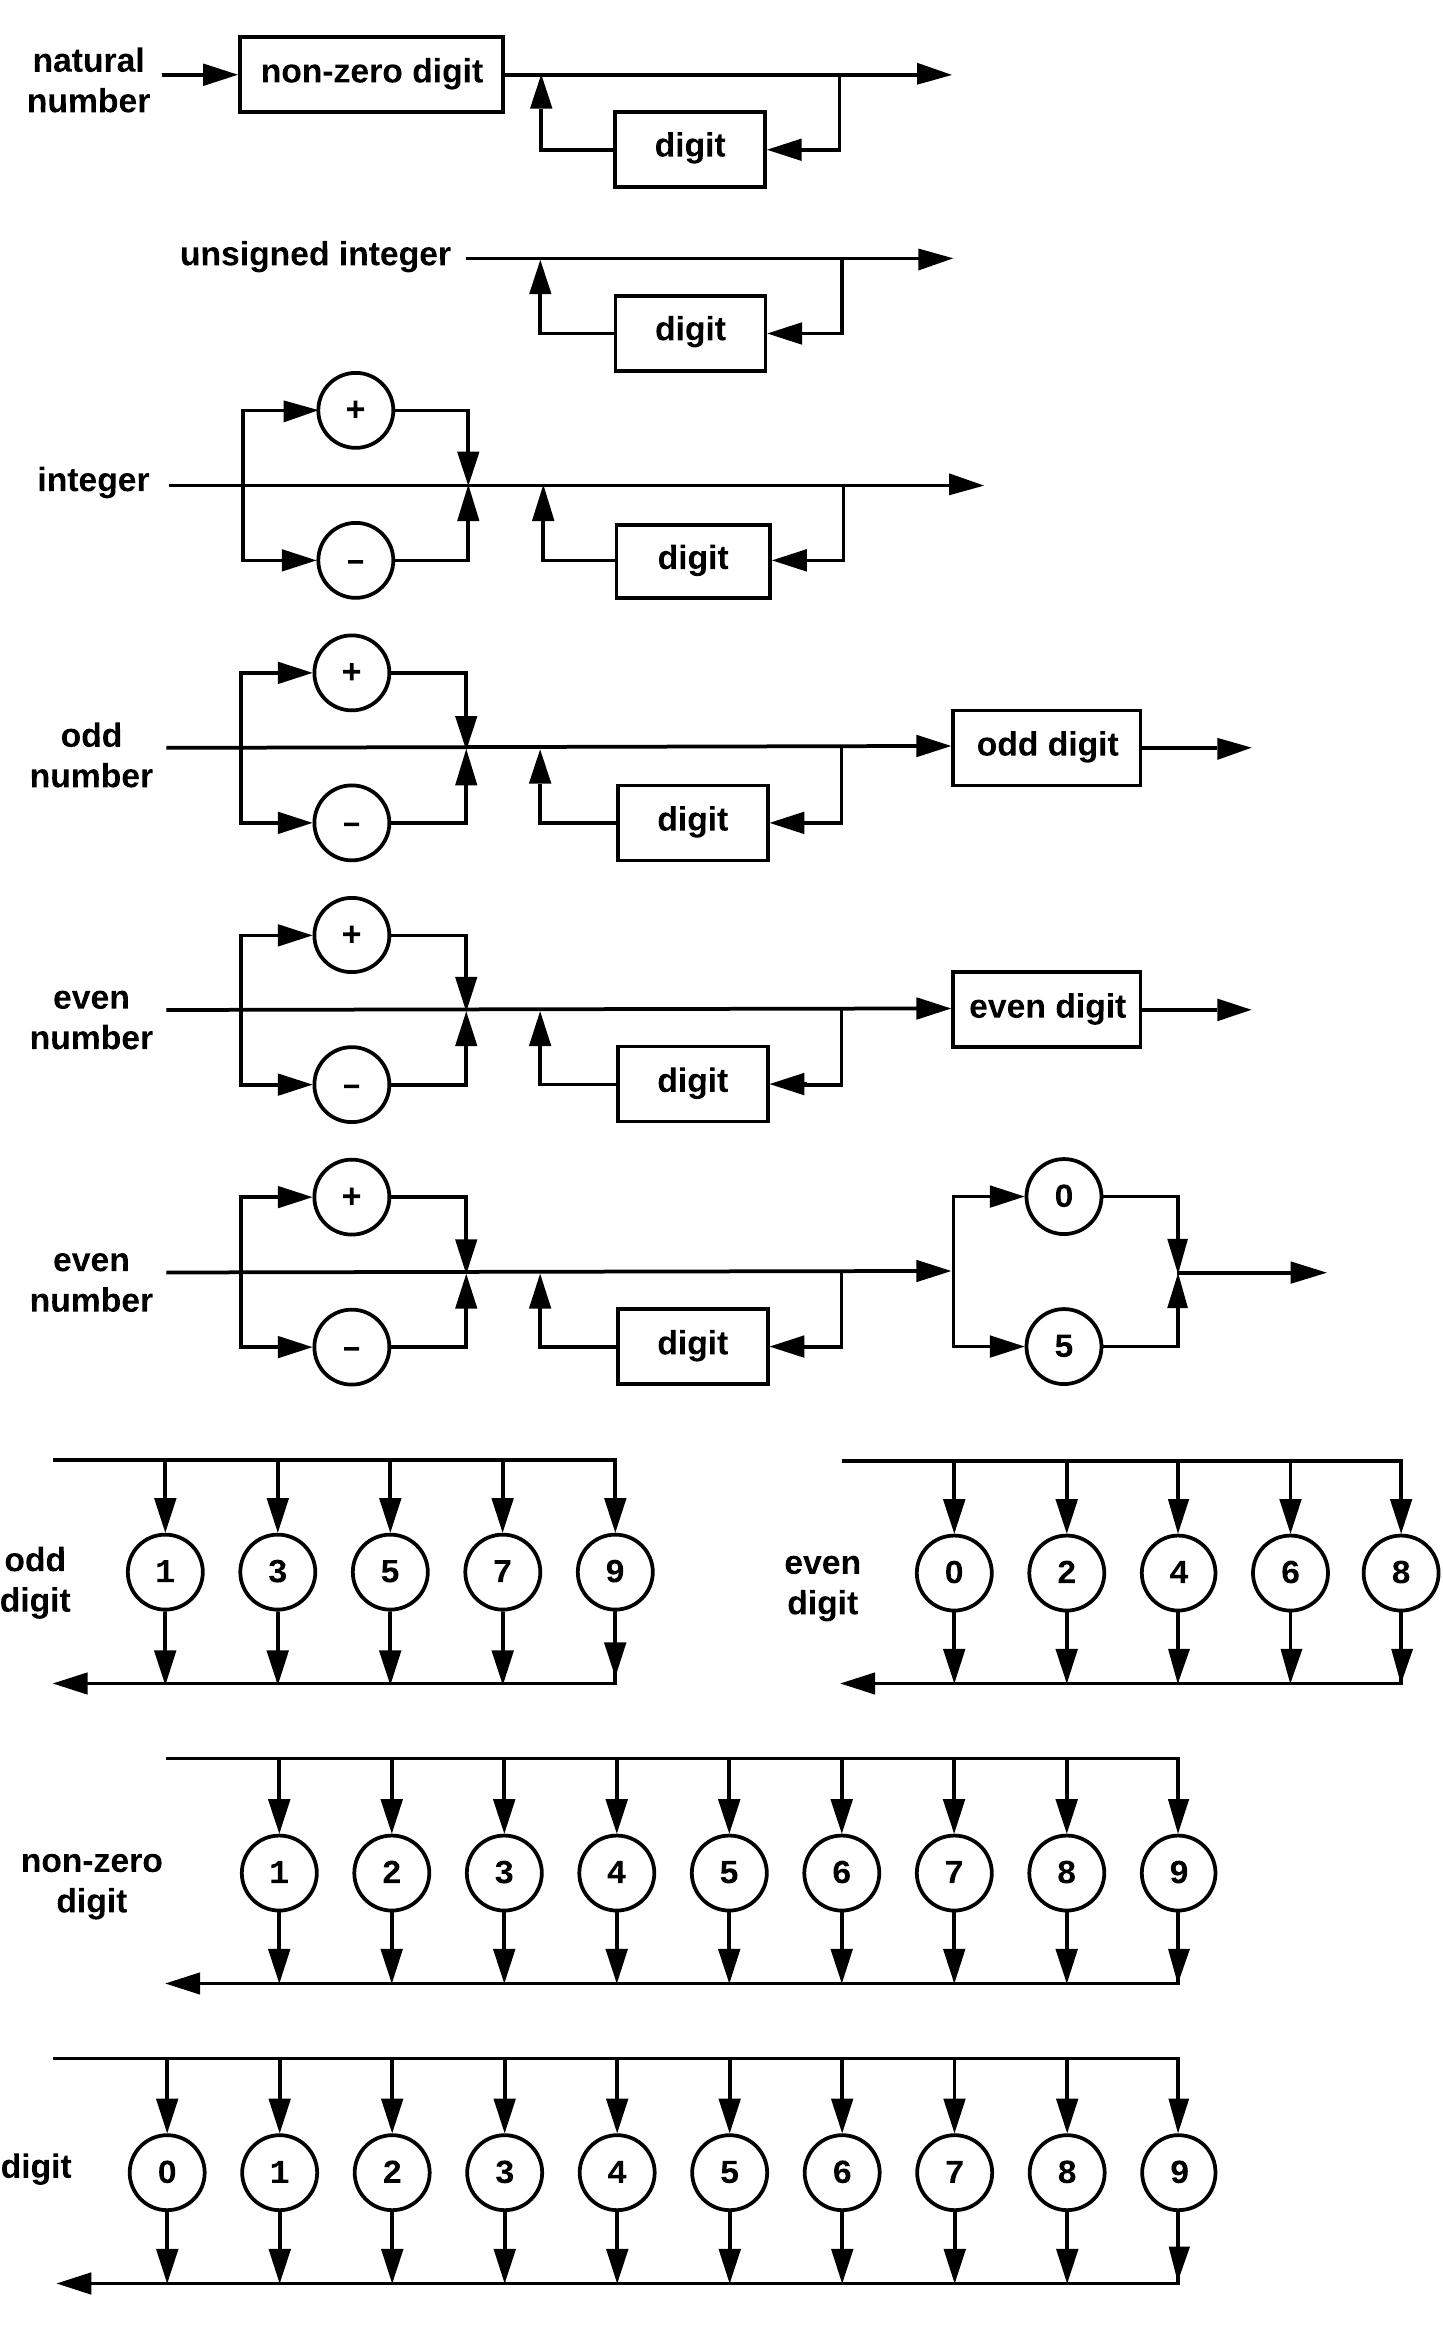 natural
number
non-zero digit
digit
unsigned integer
digit
+
integer
–
digit
+
odd
number
odd digit
–
digit
+
even
number
even digit
–
digit
+
0
even
number
–
digit
5
odd
digit
1 3 5 7 9
even
digit
0 2 4 6 8
non-zero
digit
1 2 3 4 5 6 7 8 9
digit
0 1 2 3 4 5 6 7 8 9